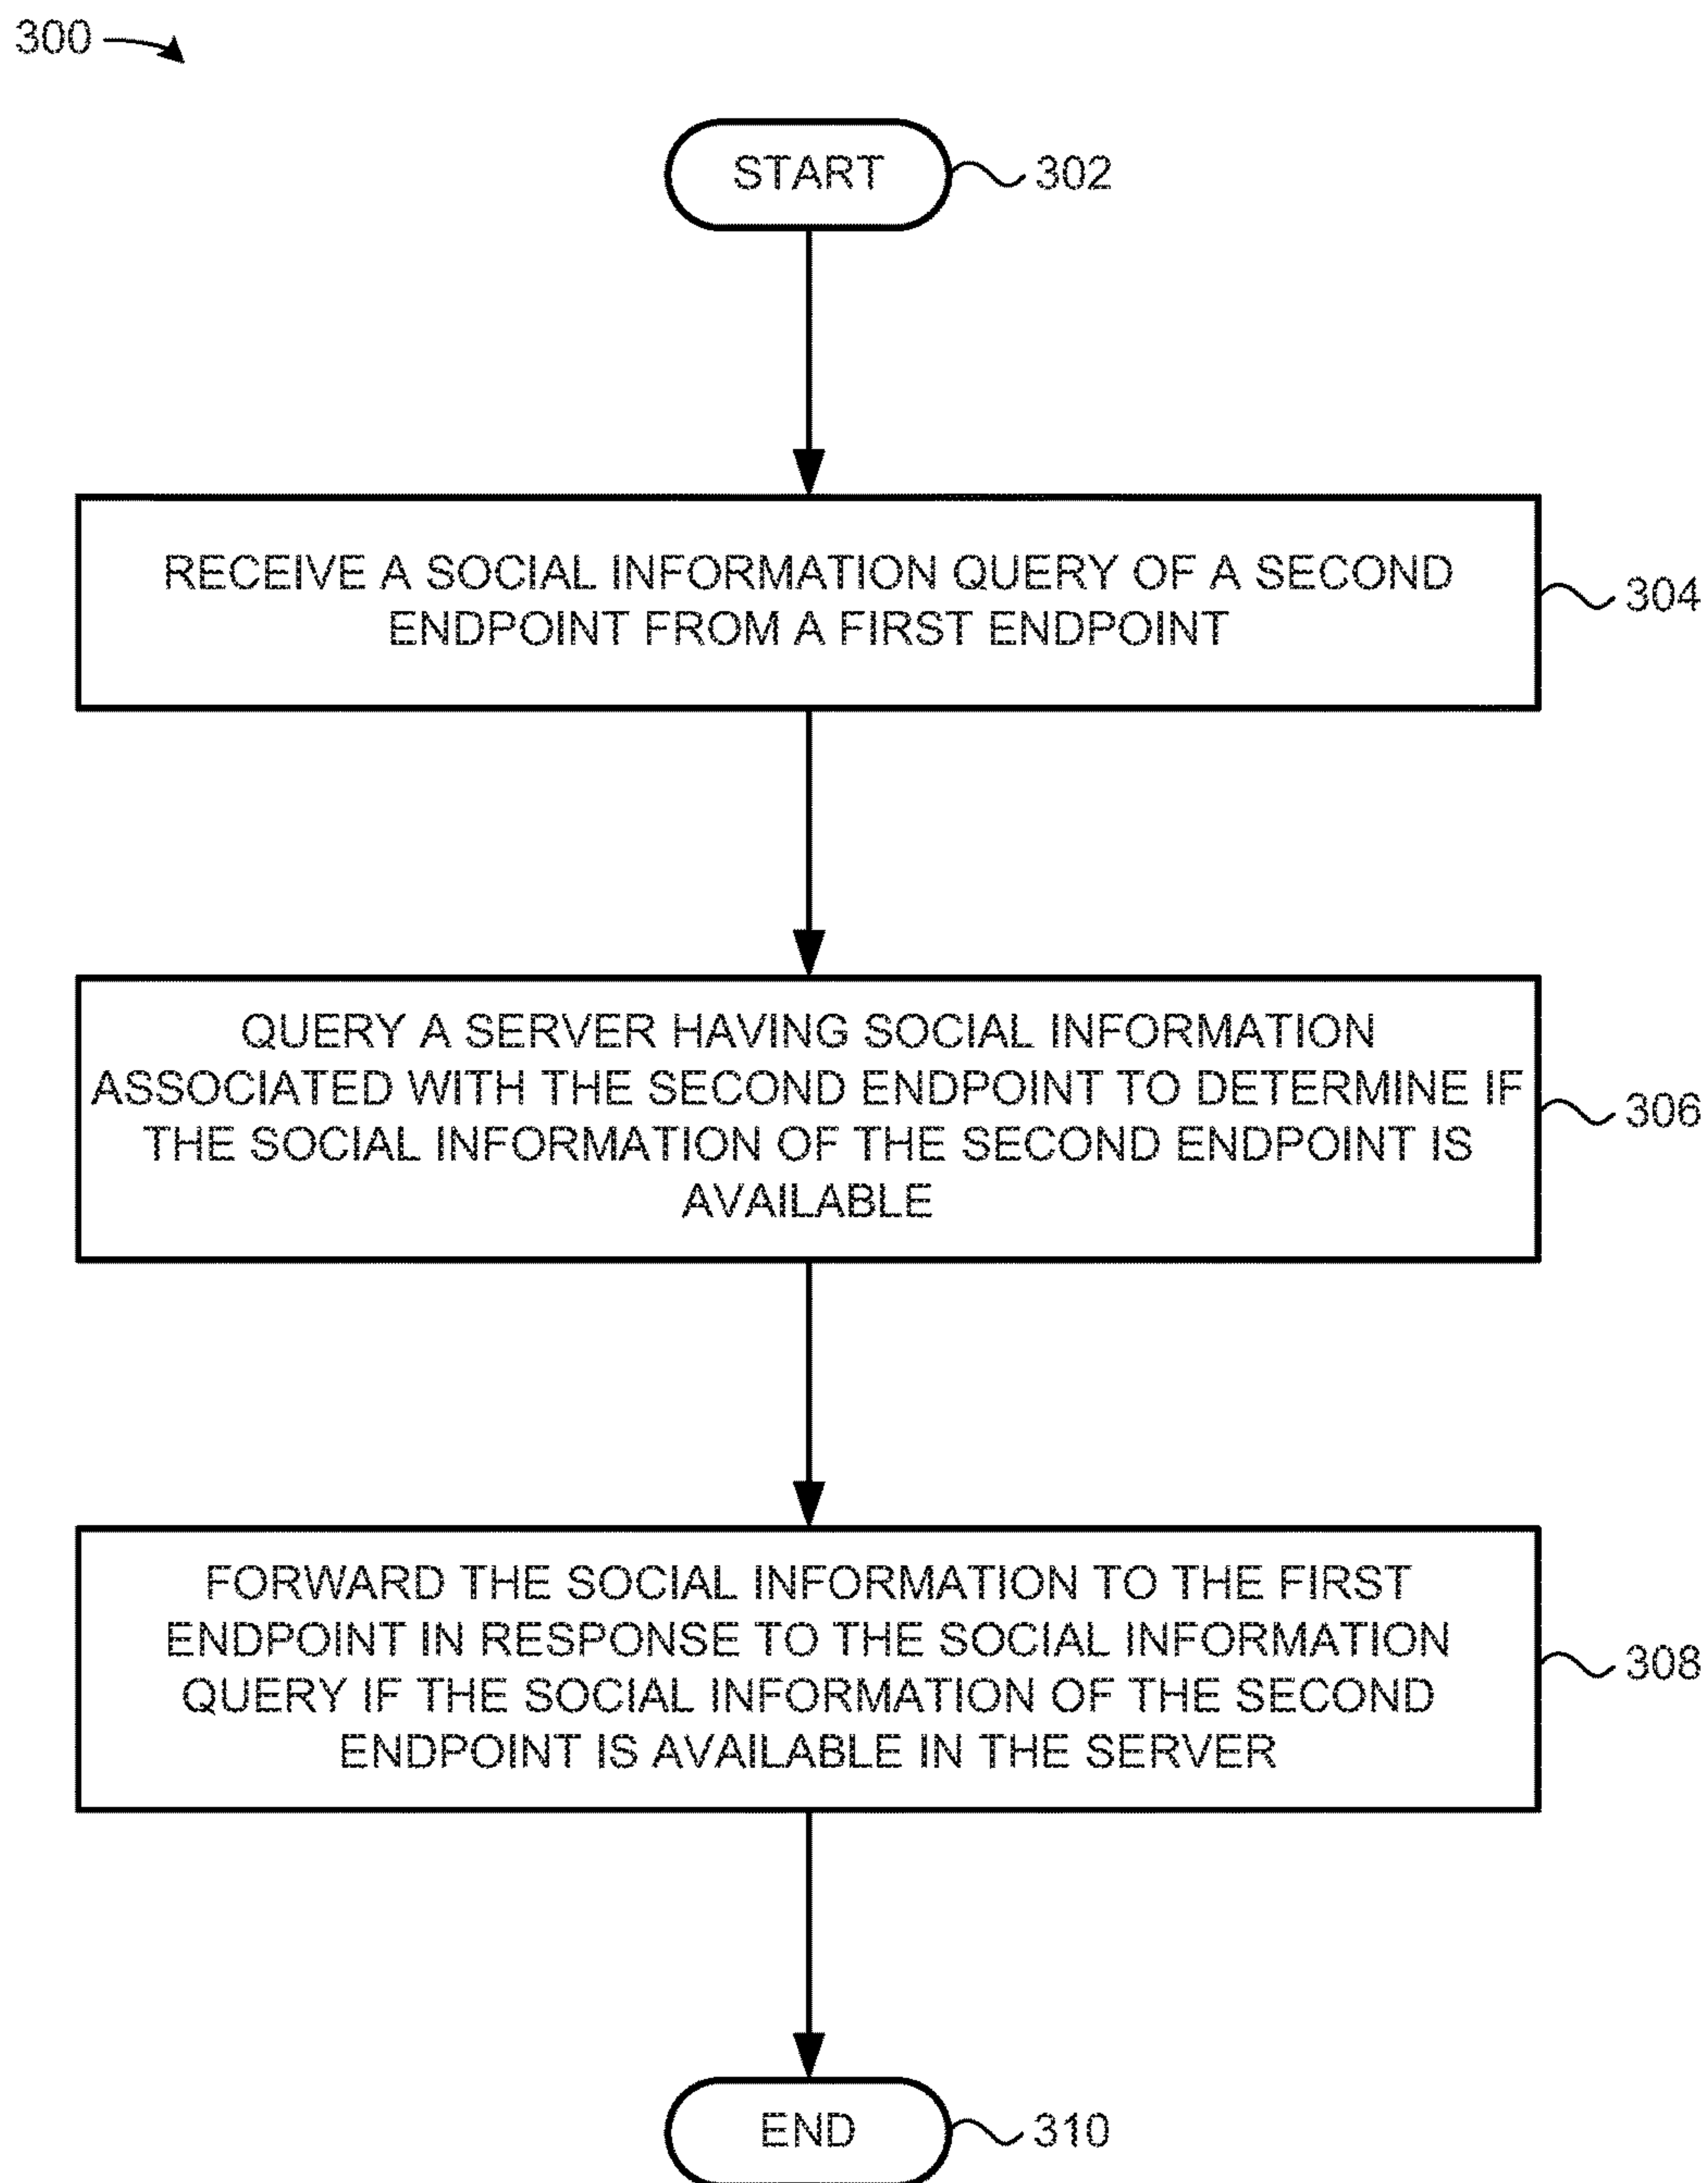 300
START
302
RECEIVE A SOCIAL INFORMATION QUERY OF A SECOND
ENDPOINT FROM A FIRST ENDPOINT
304
QUERY A SERVER HAVING SOCIAL INFORMATION
ASSOCIATED WITH THE SECOND ENDPOINT TO DETERMINE IF
THE SOCIAL INFORMATION OF THE SECOND ENDPOINT IS
AVAILABLE
306
FORWARD THE SOCIAL INFORMATION TO THE FIRST
ENDPOINT IN RESPONSE TO THE SOCIAL INFORMATION
QUERY IF THE SOCIAL INFORMATION OF THE SECOND
ENDPOINT IS AVAILABLE IN THE SERVER
308
END
310